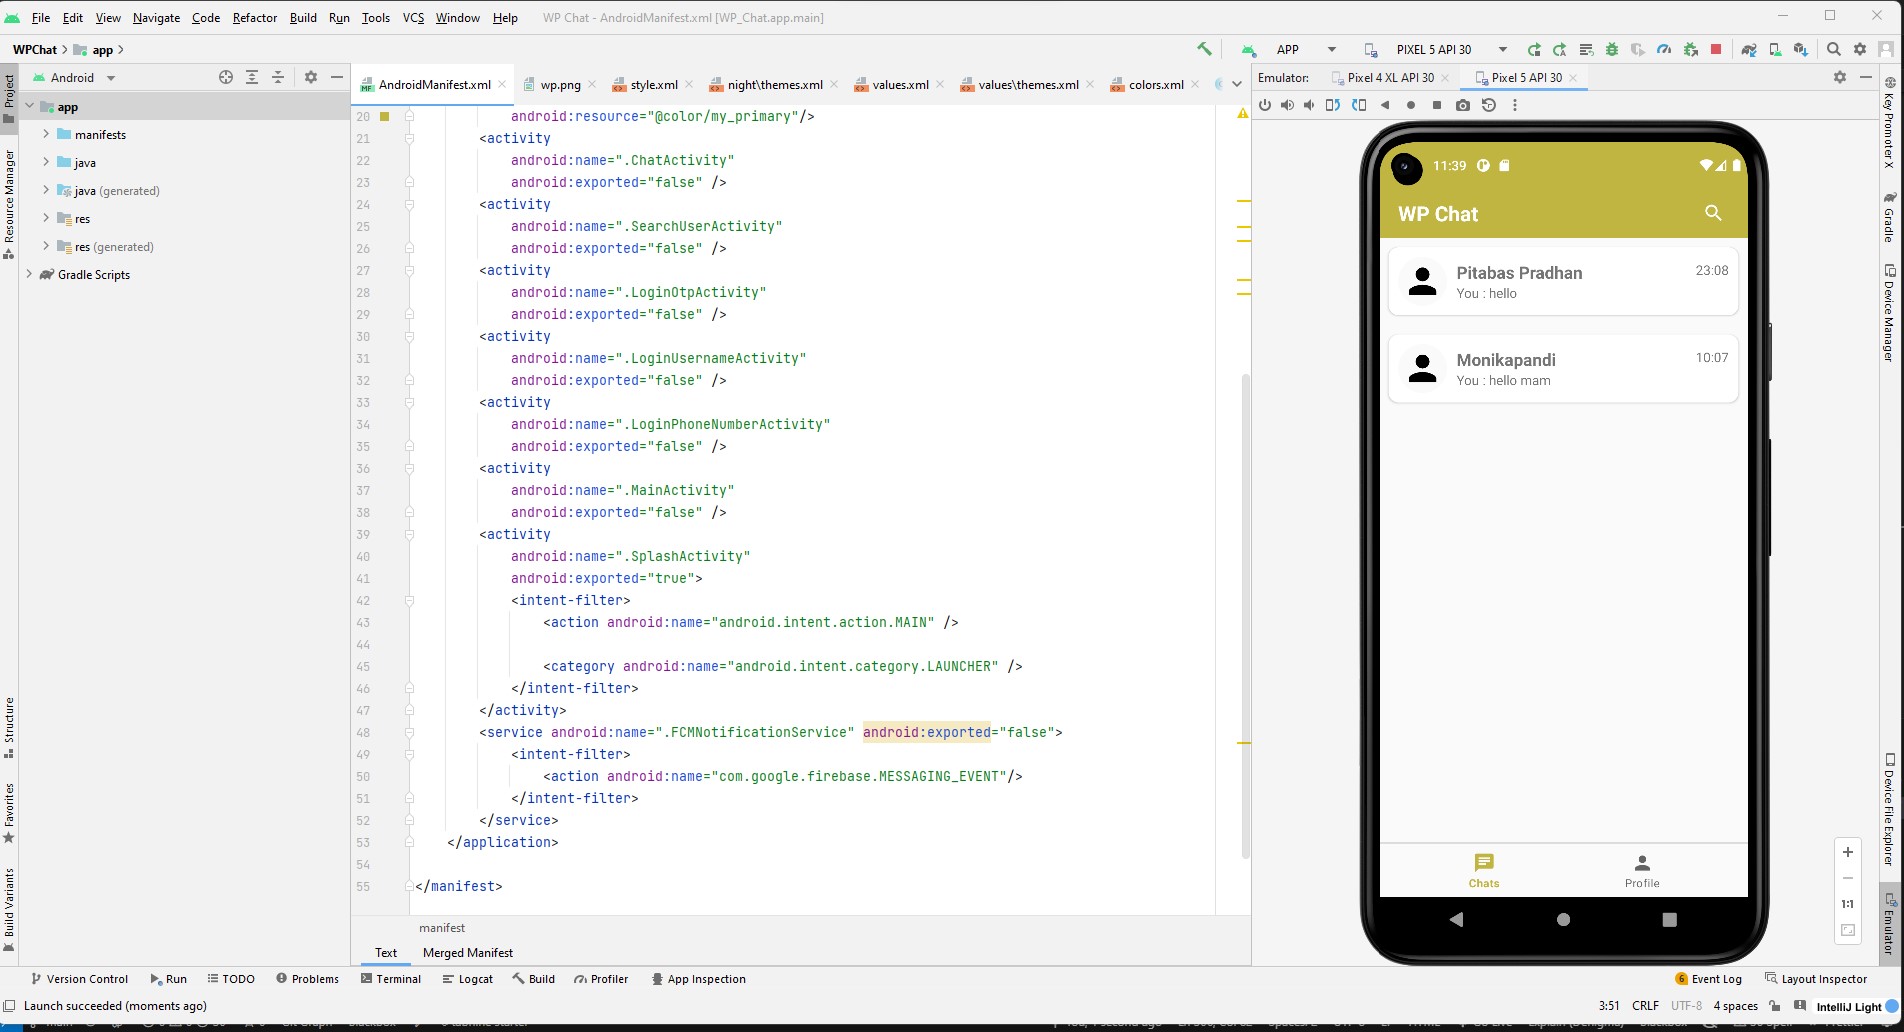 File Edit View Navigate Code Refactor Build Run Tools VCS Window Help WP Chat - AndroidManifest.xml [WP_Chat.app.main]
WPChat app APP PIXEL 5 API 30
Android
AndroidManifest.xml wp.png style.xml night\themes.xml values.xml values\themes.xml colors.xml
Emulator: Pixel 4 XL API 30 Pixel 5 API 30
Project
Resource Manager
Structure
Favorites
Build Variants
app
manifests
java
java (generated)
res
res (generated)
Gradle Scripts
20 android:resource="@color/my_primary"/>
21 <activity
22 android:name=".ChatActivity"
23 android:exported="false" />
24 <activity
25 android:name=".SearchUserActivity"
26 android:exported="false" />
27 <activity
28 android:name=".LoginOtpActivity"
29 android:exported="false" />
30 <activity
31 android:name=".LoginUsernameActivity"
32 android:exported="false" />
33 <activity
34 android:name=".LoginPhoneNumberActivity"
35 android:exported="false" />
36 <activity
37 android:name=".MainActivity"
38 android:exported="false" />
39 <activity
40 android:name=".SplashActivity"
41 android:exported="true">
42 <intent-filter>
43 <action android:name="android.intent.action.MAIN" />
44
45 <category android:name="android.intent.category.LAUNCHER" />
46 </intent-filter>
47 </activity>
48 <service android:name=".FCMNotificationService" android:exported="false">
49 <intent-filter>
50 <action android:name="com.google.firebase.MESSAGING_EVENT"/>
51 </intent-filter>
52 </service>
53 </application>
54
55 </manifest>
manifest
Text Merged Manifest
11:39
WP Chat
Pitabas Pradhan 23:08
You : hello
Monikapandi 10:07
You : hello mam
Chats Profile
1:1
Key Promoter X
Gradle
Device Manager
Device File Explorer
Emulator
Version Control Run TODO Problems Terminal Logcat Build Profiler App Inspection 6 Event Log Layout Inspector
Launch succeeded (moments ago) 3:51 CRLF UTF-8 4 spaces IntelliJ Light